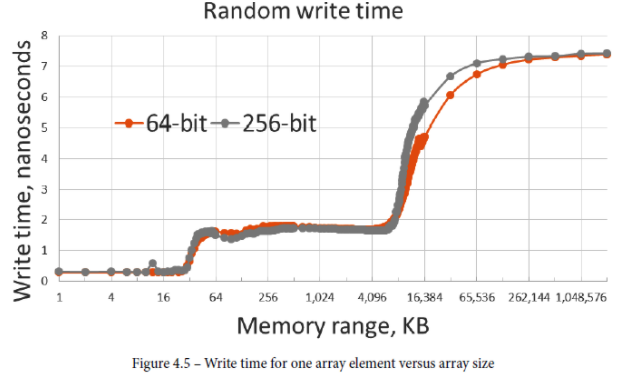 Random write time
Write time, nanoseconds
8
7
6
5
4
3
2
1
0
64-bit 256-bit
1 4 16 64 256 1,024 4,096 16,384 65,536 262,144 1,048,576
Memory range, KB
Figure 4.5 – Write time for one array element versus array size